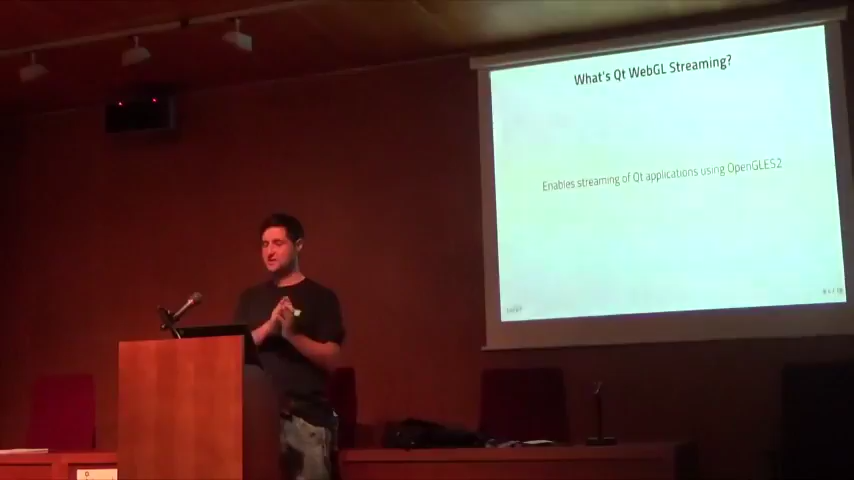 What's Qt WebGL Streaming?
Enables streaming of Qt applications using OpenGLES2